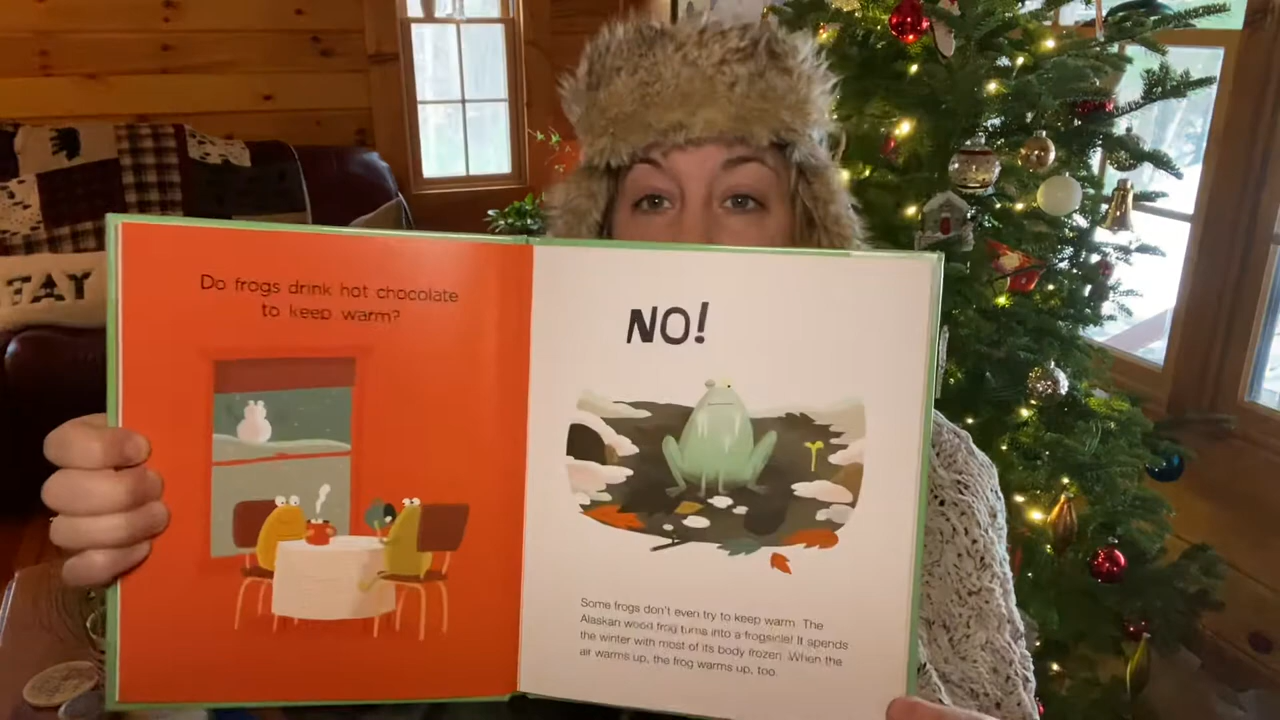 STAY
Do frogs drink hot chocolate
to keep warm?
NO!
Some frogs don't even try to keep warm. The
Alaskan wood frog turns into a frogsicle! It spends
the winter with most of its body frozen. When the
air warms up, the frog warms up, too.